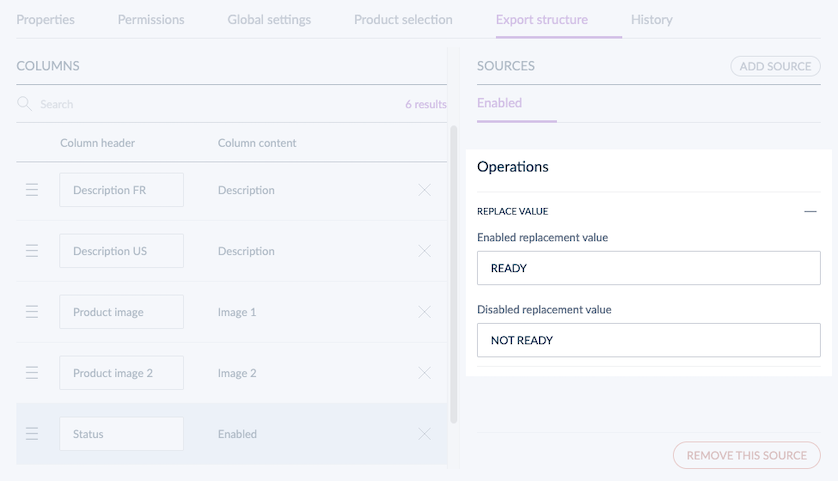 Properties Permissions Global settings Product selection Export structure History
COLUMNS
Search 6 results
Column header Column content
Description FR Description
Description US Description
Product image Image 1
Product image 2 Image 2
Status Enabled
SOURCES ADD SOURCE
Enabled
Operations
REPLACE VALUE
Enabled replacement value
READY
Disabled replacement value
NOT READY
REMOVE THIS SOURCE